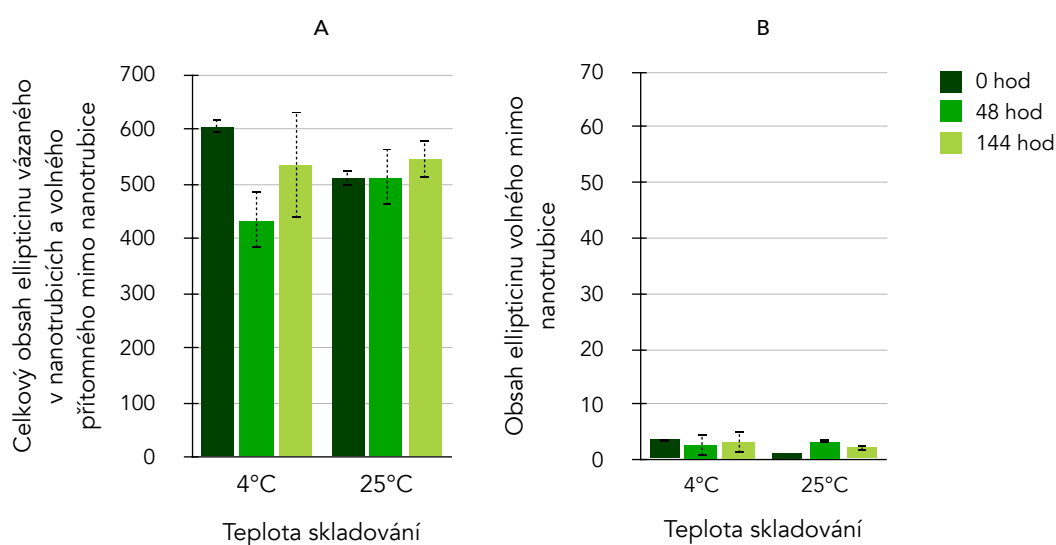 A
Celkový obsah ellipticinu vázaného
v nanotrubicích a volného
přítomného mimo nanotrubice
700
600
500
400
300
200
100
0
4°C
25°C
Teplota skladování
B
Obsah ellipticinu volného mimo
nanotrubice
70
60
50
40
30
20
10
0
4°C
25°C
Teplota skladování
0 hod
48 hod
144 hod